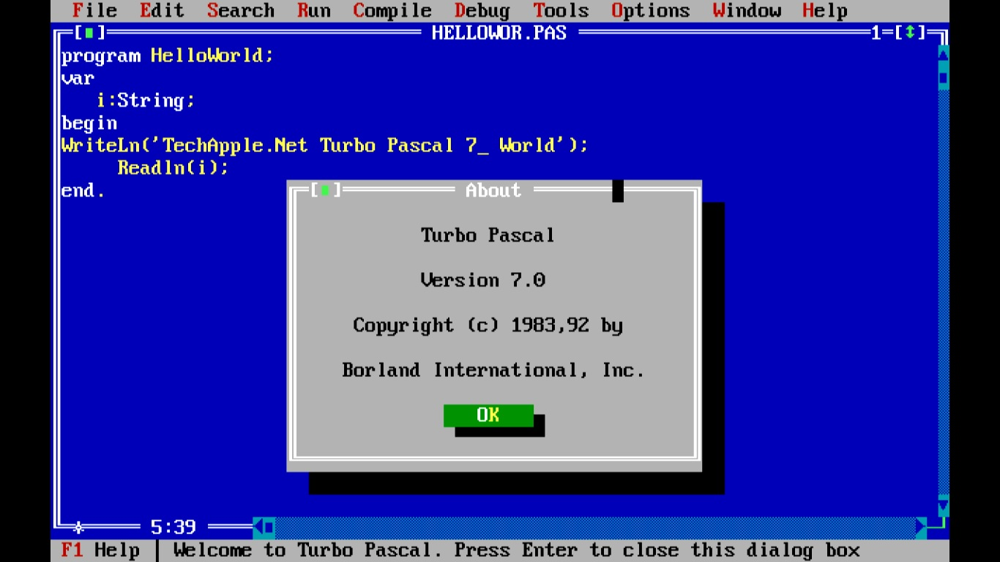 File Edit Search Run Compile Debug Tools Options Window Help
[■] HELLOWOR.PAS 1=[↕]
program HelloWorld;
var
   i:String;
begin
WriteLn('TechApple.Net Turbo Pascal 7_ World');
     Readln(i);
end.
[■] About
Turbo Pascal
Version 7.0
Copyright (c) 1983,92 by
Borland International, Inc.
OK
5:39
F1 Help │ Welcome to Turbo Pascal. Press Enter to close this dialog box